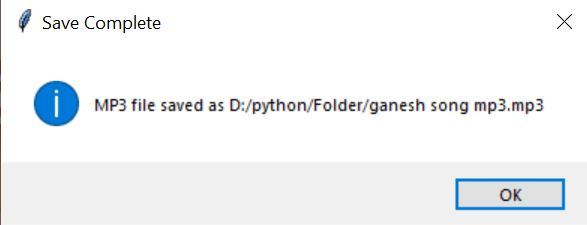 Save Complete
MP3 file saved as D:/python/Folder/ganesh song mp3.mp3
OK